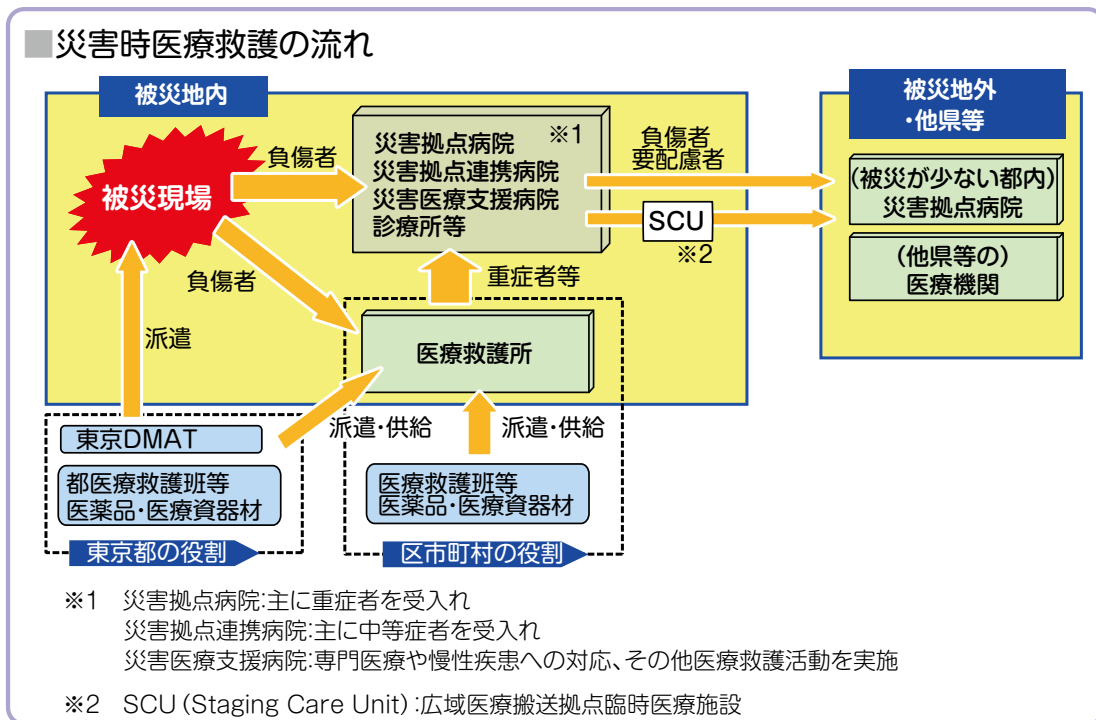 ■災害時医療救護の流れ
被災地内
被災地外
・他県等
被災現場
負傷者
災害拠点病院 ※1
災害拠点連携病院
災害医療支援病院
診療所等
負傷者
要配慮者
SCU
※2
(被災が少ない都内)
災害拠点病院
(他県等の)
医療機関
負傷者
重症者等
派遣
医療救護所
派遣・供給
派遣・供給
東京DMAT
都医療救護班等
医薬品・医療資器材
医療救護班等
医薬品・医療資器材
東京都の役割
区市町村の役割
※1 災害拠点病院:主に重症者を受入れ
災害拠点連携病院:主に中等症者を受入れ
災害医療支援病院:専門医療や慢性疾患への対応、その他医療救護活動を実施
※2 SCU(Staging Care Unit):広域医療搬送拠点臨時医療施設